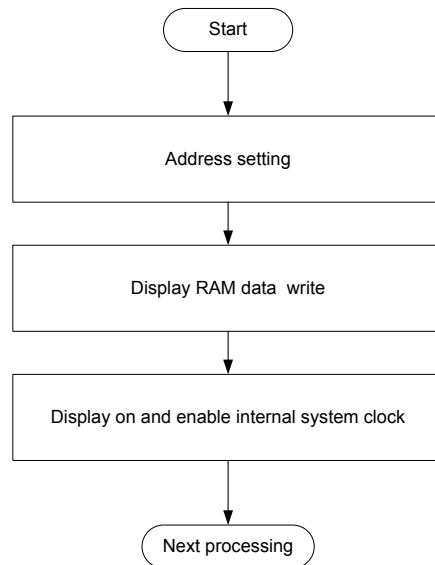 Start
Address setting
Display RAM data  write
Display on and enable internal system clock
Next processing